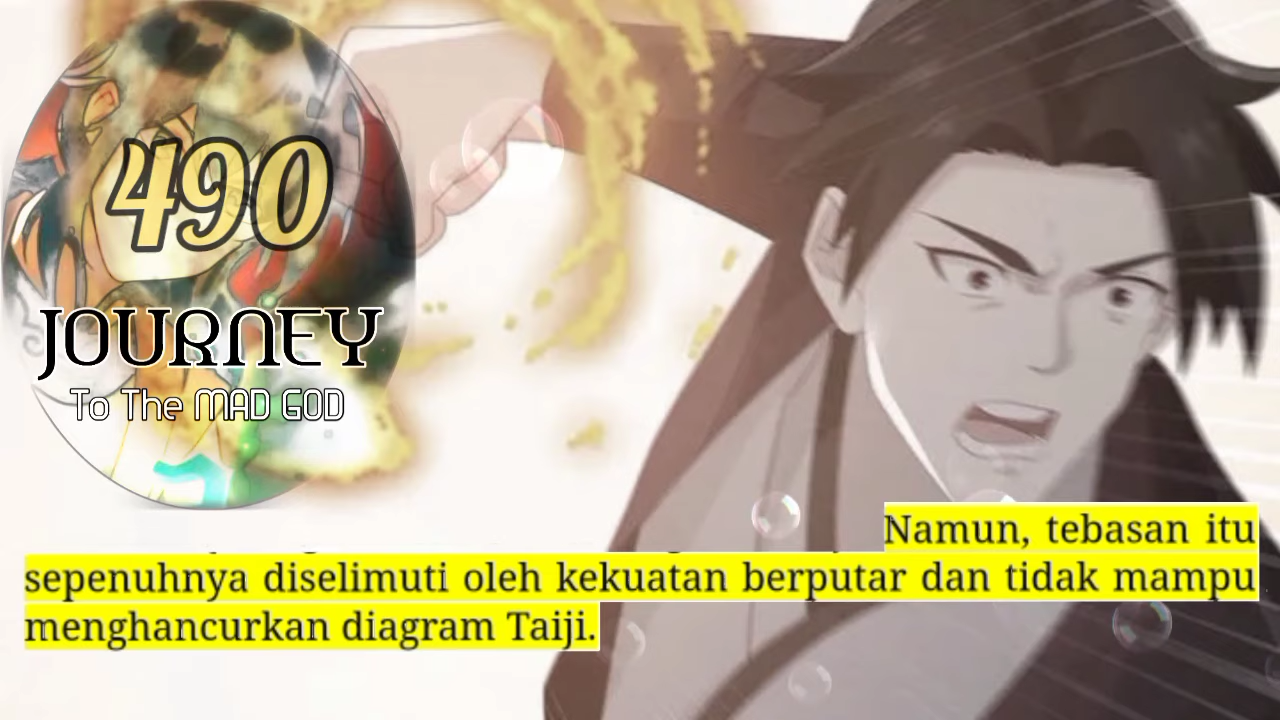 490
JOURNEY
To The MAD GOD
Namun, tebasan itu
sepenuhnya diselimuti oleh kekuatan berputar dan tidak mampu
menghancurkan diagram Taiji.